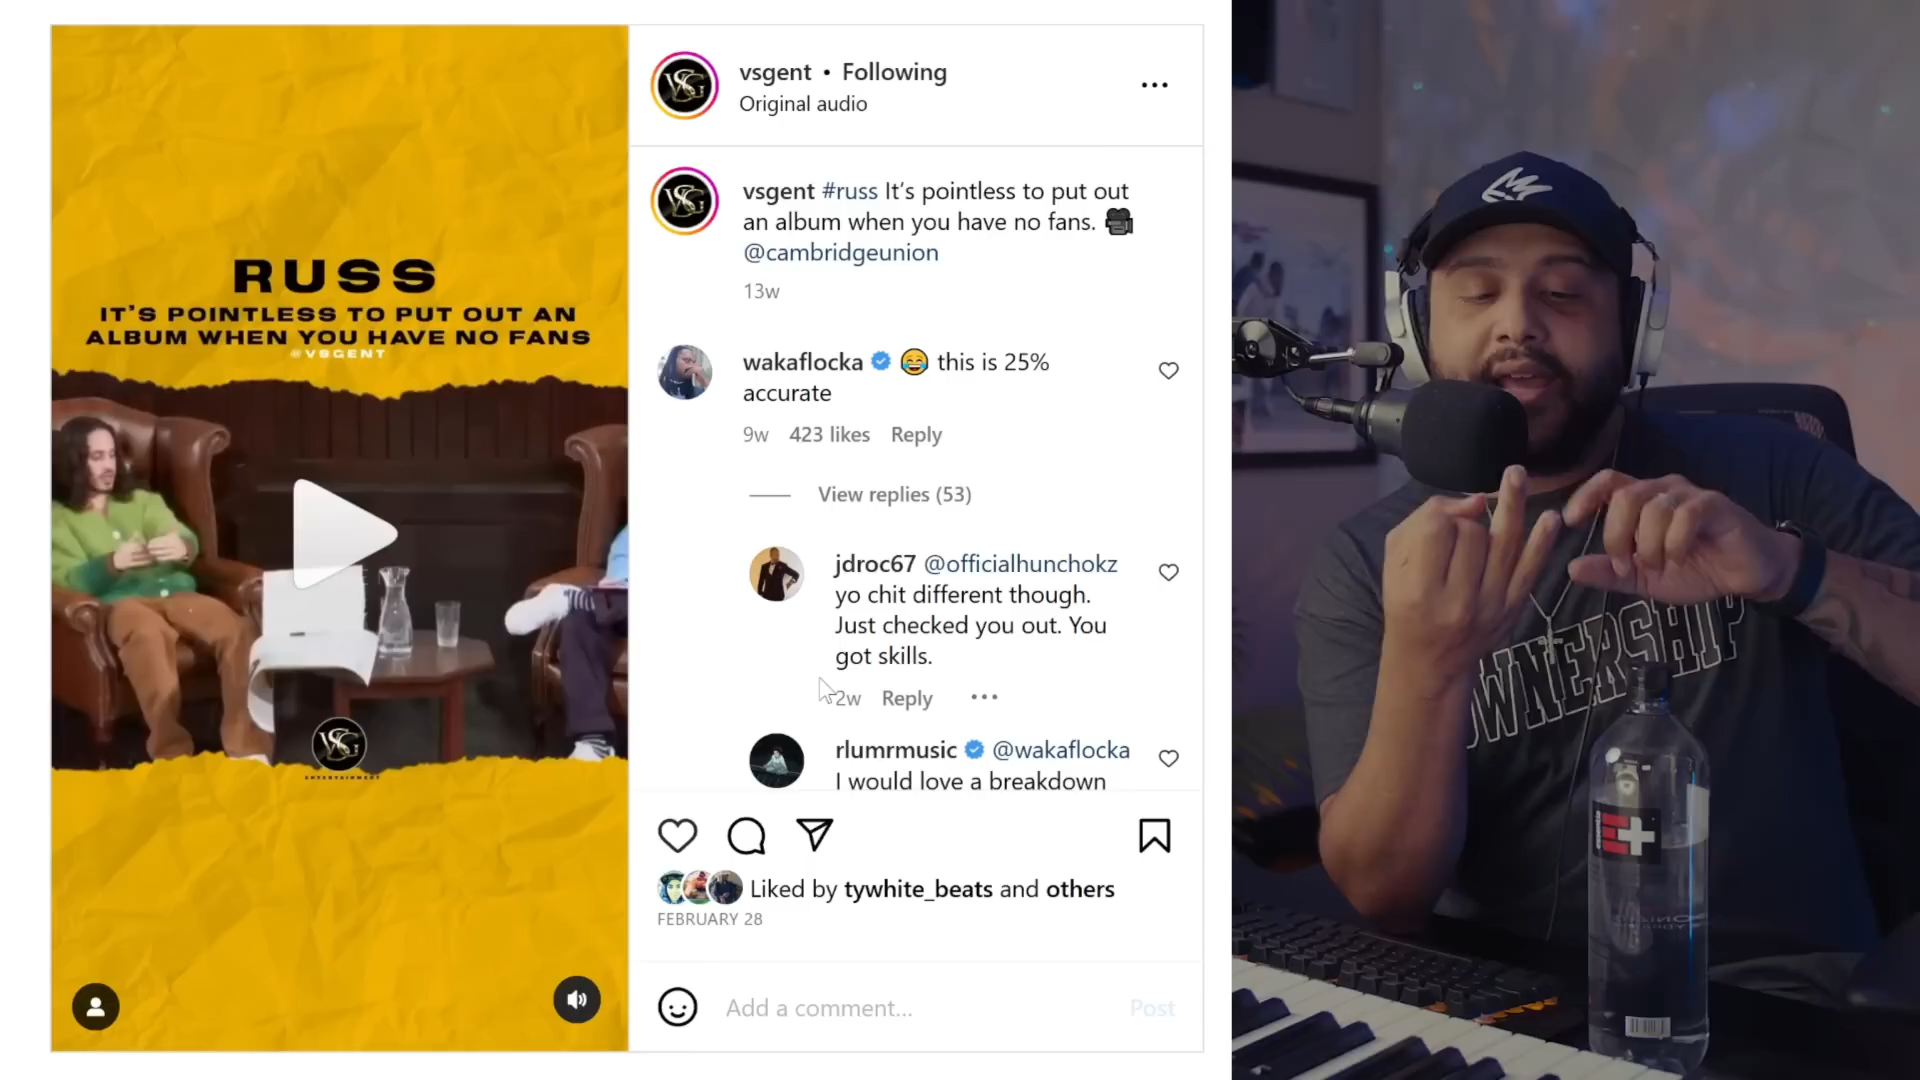 RUSS
IT'S POINTLESS TO PUT OUT AN
ALBUM WHEN YOU HAVE NO FANS
@VSGENT
VSG
ENTERTAINMENT
vsgent • Following
Original audio
vsgent #russ It's pointless to put out
an album when you have no fans. 🎥
@cambridgeunion
13w
wakaflocka 😂 this is 25%
accurate
9w 423 likes Reply
View replies (53)
jdroc67 @officialhunchokz
yo chit different though.
Just checked you out. You
got skills.
2w Reply
rlumrmusic @wakaflocka
I would love a breakdown
Liked by tywhite_beats and others
FEBRUARY 28
Add a comment...
Post
OWNERSHIP
essentia
E+